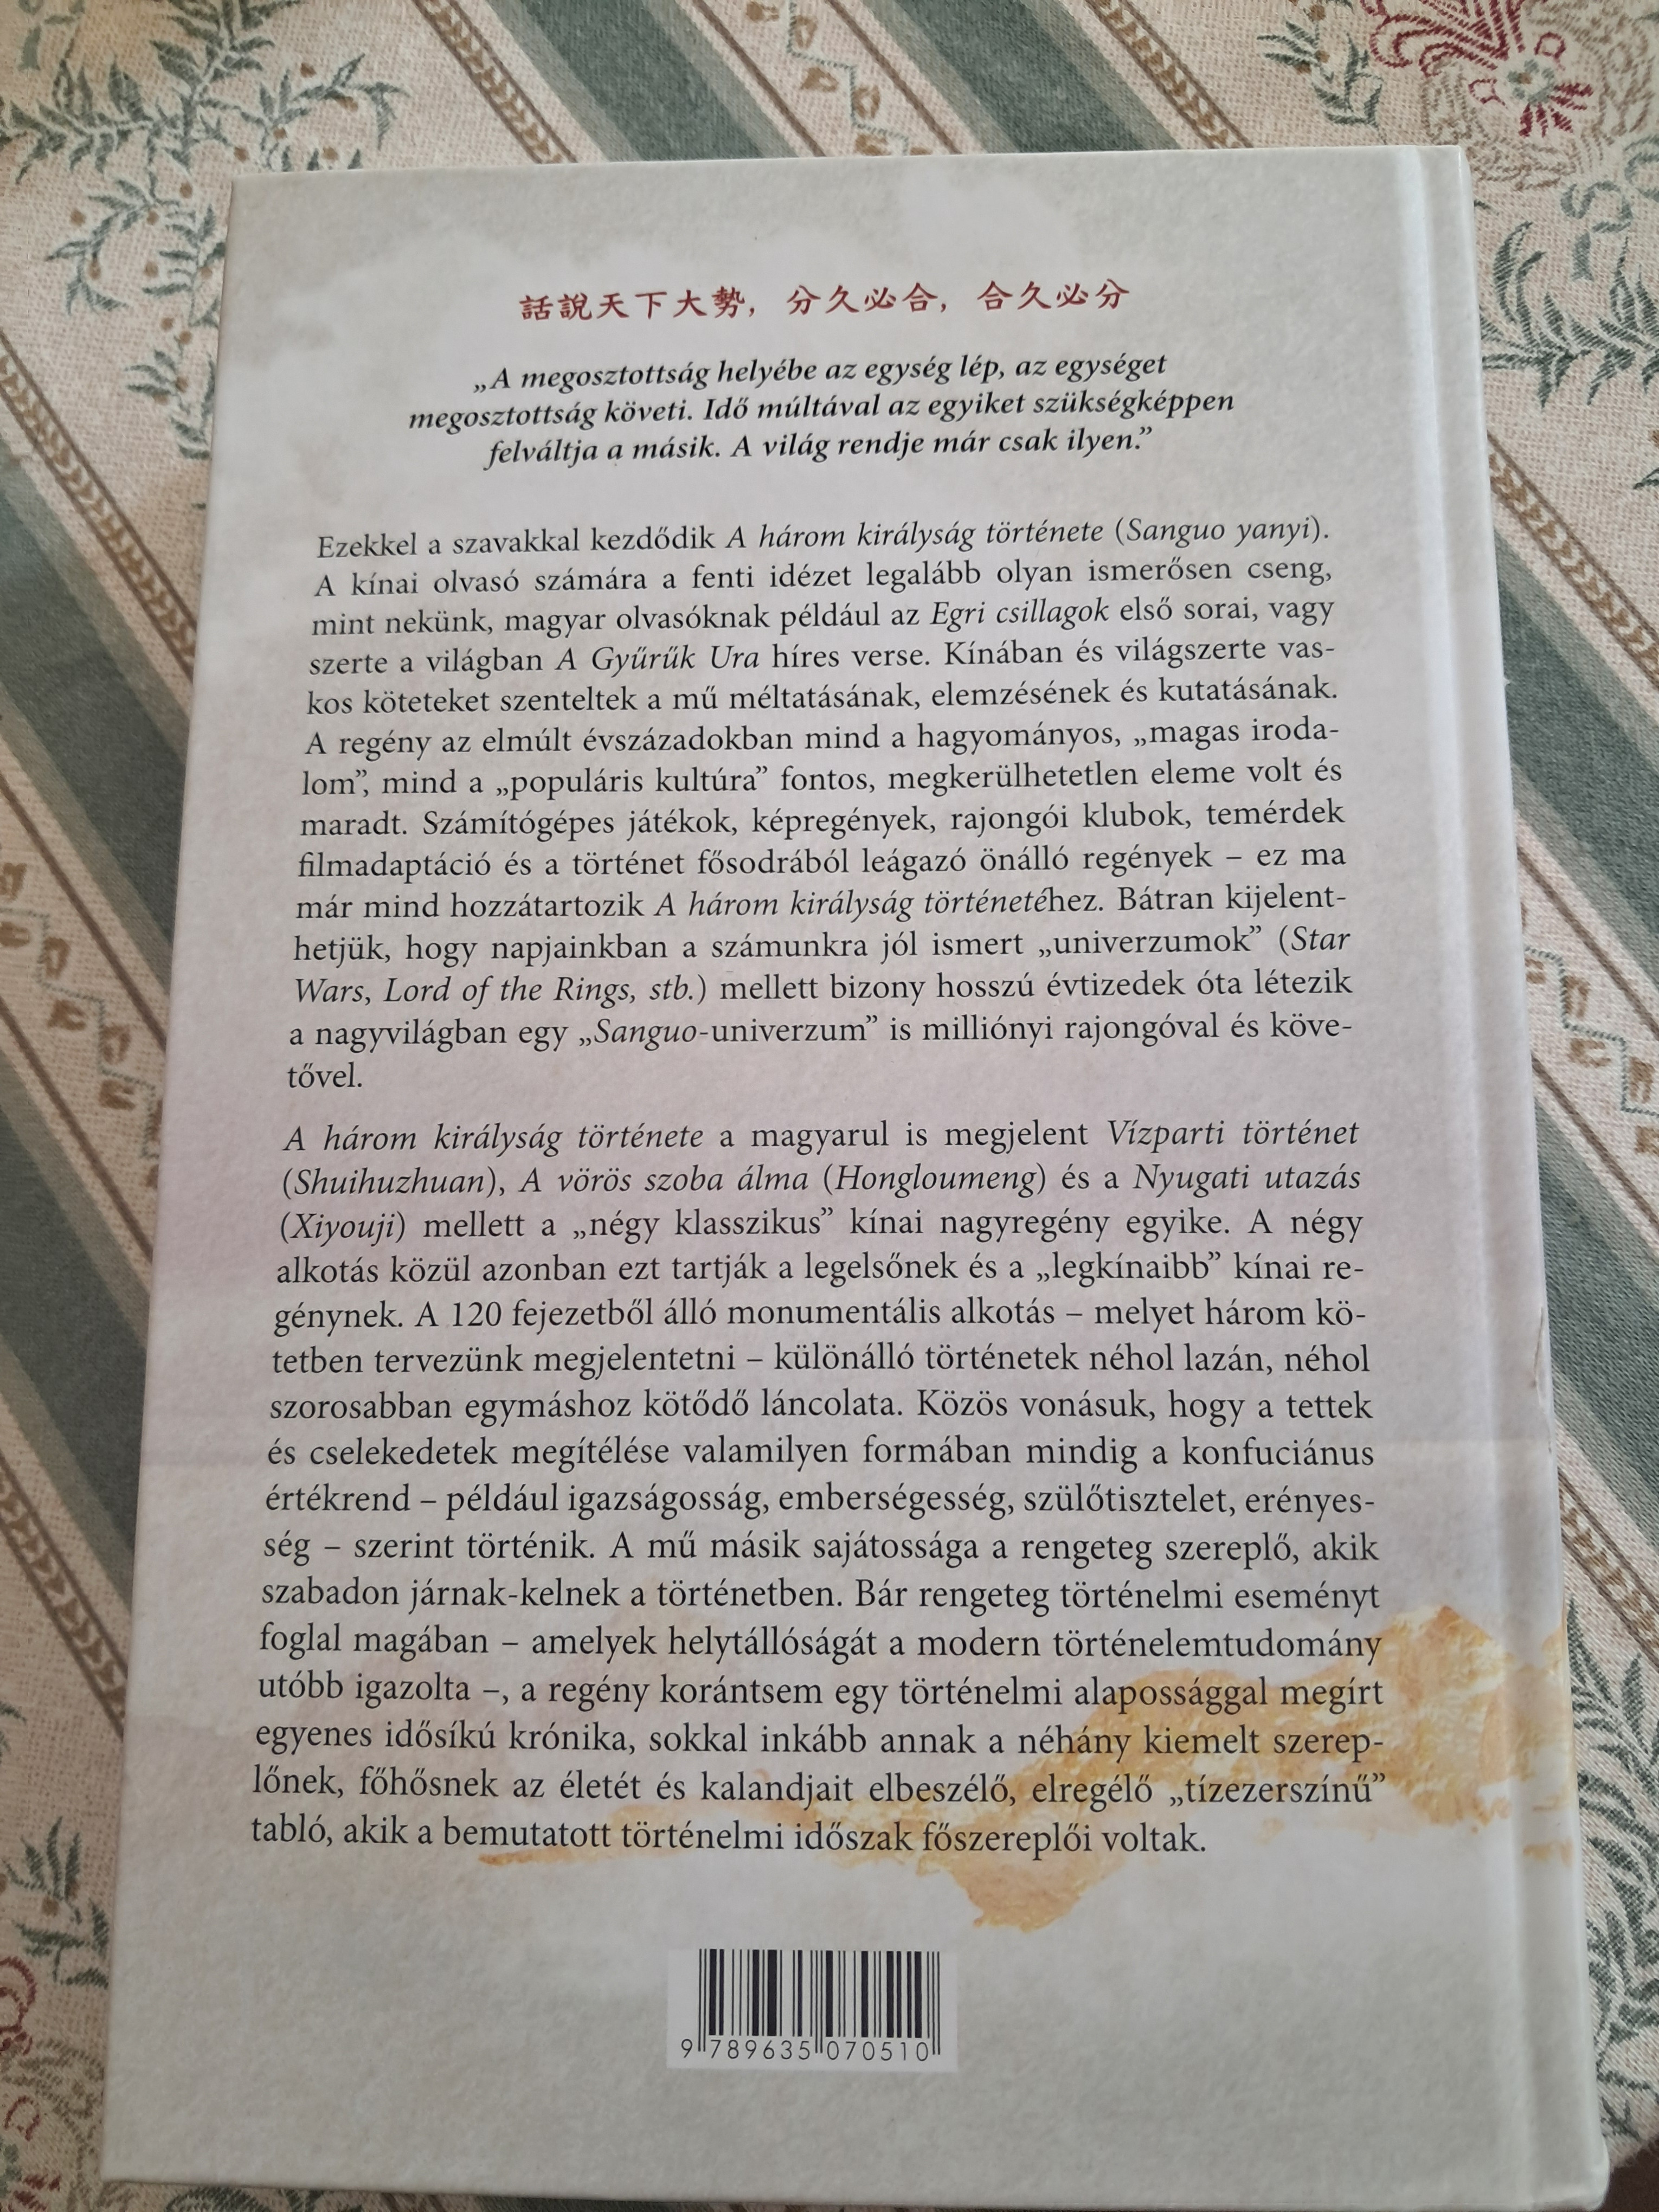 話說天下大勢，分久必合，合久必分
„A megosztottság helyébe az egység lép, az egységet
megosztottság követi. Idő múltával az egyiket szükségképpen
felváltja a másik. A világ rendje már csak ilyen.”
Ezekkel a szavakkal kezdődik A három királyság története (Sanguo yanyi).
A kínai olvasó számára a fenti idézet legalább olyan ismerősen cseng,
mint nekünk, magyar olvasóknak például az Egri csillagok első sorai, vagy
szerte a világban A Gyűrűk Ura híres verse. Kínában és világszerte vas-
kos köteteket szenteltek a mű méltatásának, elemzésének és kutatásának.
A regény az elmúlt évszázadokban mind a hagyományos, „magas iroda-
lom”, mind a „populáris kultúra” fontos, megkerülhetetlen eleme volt és
maradt. Számítógépes játékok, képregények, rajongói klubok, temérdek
filmadaptáció és a történet fősodrából leágazó önálló regények – ez ma
már mind hozzátartozik A három királyság történetéhez. Bátran kijelent-
hetjük, hogy napjainkban a számunkra jól ismert „univerzumok” (Star
Wars, Lord of the Rings, stb.) mellett bizony hosszú évtizedek óta létezik
a nagyvilágban egy „Sanguo-univerzum” is milliónyi rajongóval és köve-
tővel.
A három királyság története a magyarul is megjelent Vízparti történet
(Shuihuzhuan), A vörös szoba álma (Hongloumeng) és a Nyugati utazás
(Xiyouji) mellett a „négy klasszikus” kínai nagyregény egyike. A négy
alkotás közül azonban ezt tartják a legelsőnek és a „legkínaibb” kínai re-
génynek. A 120 fejezetből álló monumentális alkotás – melyet három kö-
tetben tervezünk megjelentetni – különálló történetek néhol lazán, néhol
szorosabban egymáshoz kötődő láncolata. Közös vonásuk, hogy a tettek
és cselekedetek megítélése valamilyen formában mindig a konfuciánus
értékrend – például igazságosság, emberségesség, szülőtisztelet, erényes-
ség – szerint történik. A mű másik sajátossága a rengeteg szereplő, akik
szabadon járnak-kelnek a történetben. Bár rengeteg történelmi eseményt
foglal magában – amelyek helytállóságát a modern történelemtudomány
utóbb igazolta –, a regény korántsem egy történelmi alapossággal megírt
egyenes idősíkú krónika, sokkal inkább annak a néhány kiemelt szerep-
lőnek, főhősnek az életét és kalandjait elbeszélő, elregélő „tízezerszínű”
tabló, akik a bemutatott történelmi időszak főszereplői voltak.
9 789635 070510